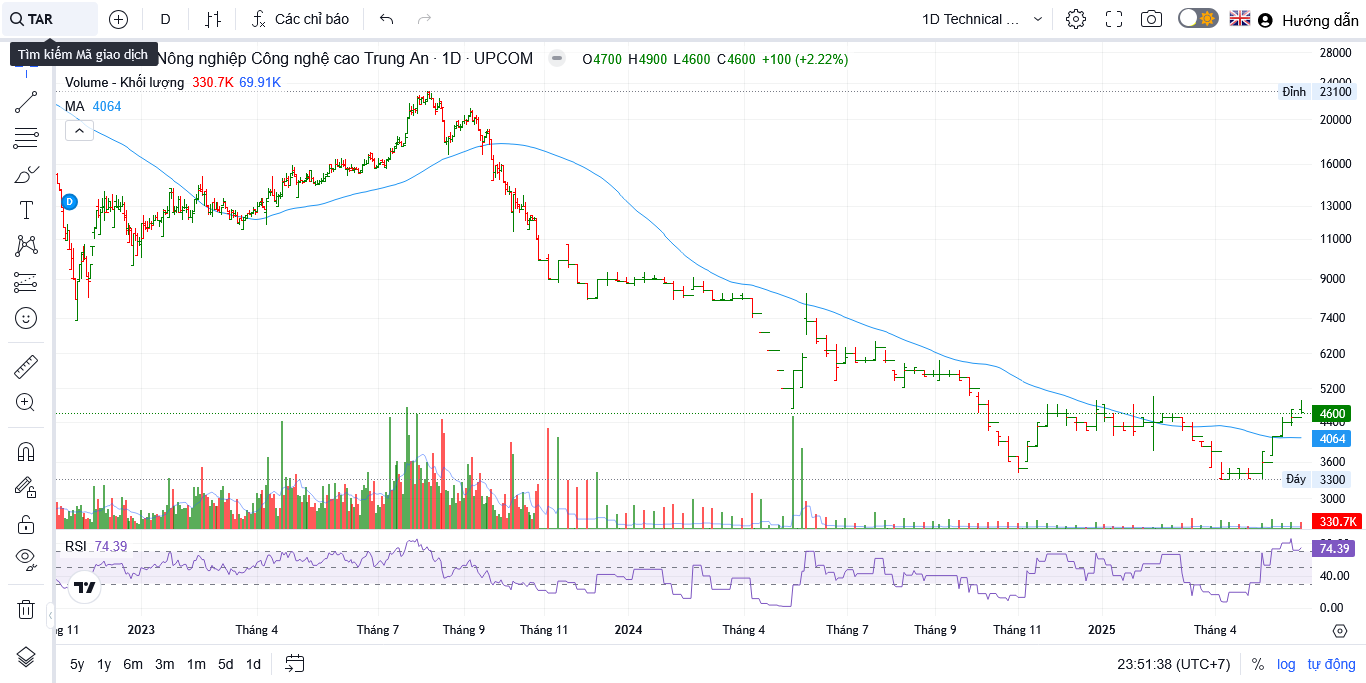 TAR
D
Các chỉ báo
1D Technical ...
Hướng dẫn
Tìm kiếm Mã giao dịch
Nông nghiệp Công nghệ cao Trung An · 1D · UPCOM
O4700 H4900 L4600 C4600 +100 (+2.22%)
Volume - Khối lượng 330.7K 69.91K
MA 4064
D
28000
24000
Đỉnh 23100
20000
16000
13000
11000
9000
7400
6200
5200
4600
4400
4064
3600
Đáy 3300
3000
330.7K
RSI 74.39
74.39
40.00
0.00
g 11 2023 Tháng 4 Tháng 7 Tháng 9 Tháng 11 2024 Tháng 4 Tháng 7 Tháng 9 Tháng 11 2025 Tháng 4
5y 1y 6m 3m 1m 5d 1d
23:51:38 (UTC+7) % log tự động